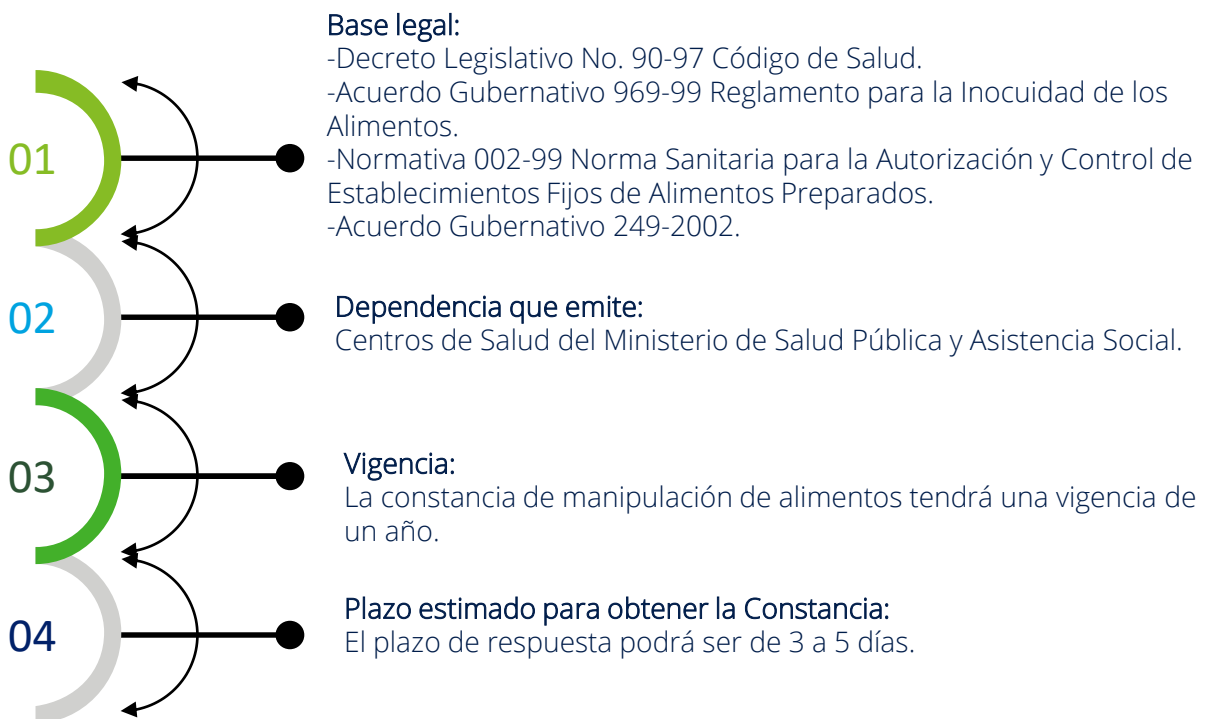 01
Base legal:
-Decreto Legislativo No. 90-97 Código de Salud.
-Acuerdo Gubernativo 969-99 Reglamento para la Inocuidad de los
Alimentos.
-Normativa 002-99 Norma Sanitaria para la Autorización y Control de
Establecimientos Fijos de Alimentos Preparados.
-Acuerdo Gubernativo 249-2002.
02
Dependencia que emite:
Centros de Salud del Ministerio de Salud Pública y Asistencia Social.
03
Vigencia:
La constancia de manipulación de alimentos tendrá una vigencia de
un año.
04
Plazo estimado para obtener la Constancia:
El plazo de respuesta podrá ser de 3 a 5 días.